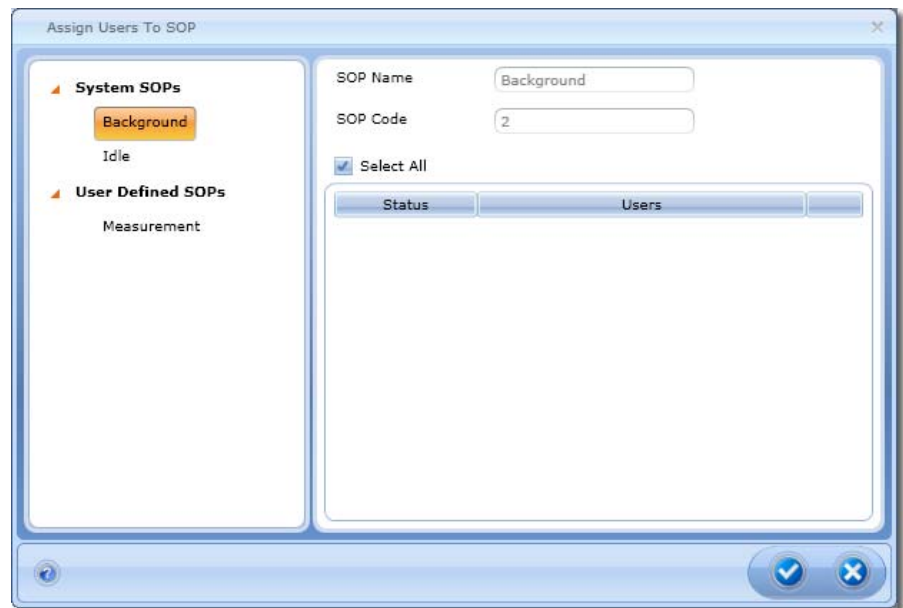 Assign Users To SOP
System SOPs
Background
Idle
User Defined SOPs
Measurement
SOP Name
Background
SOP Code
2
Select All
Status
Users